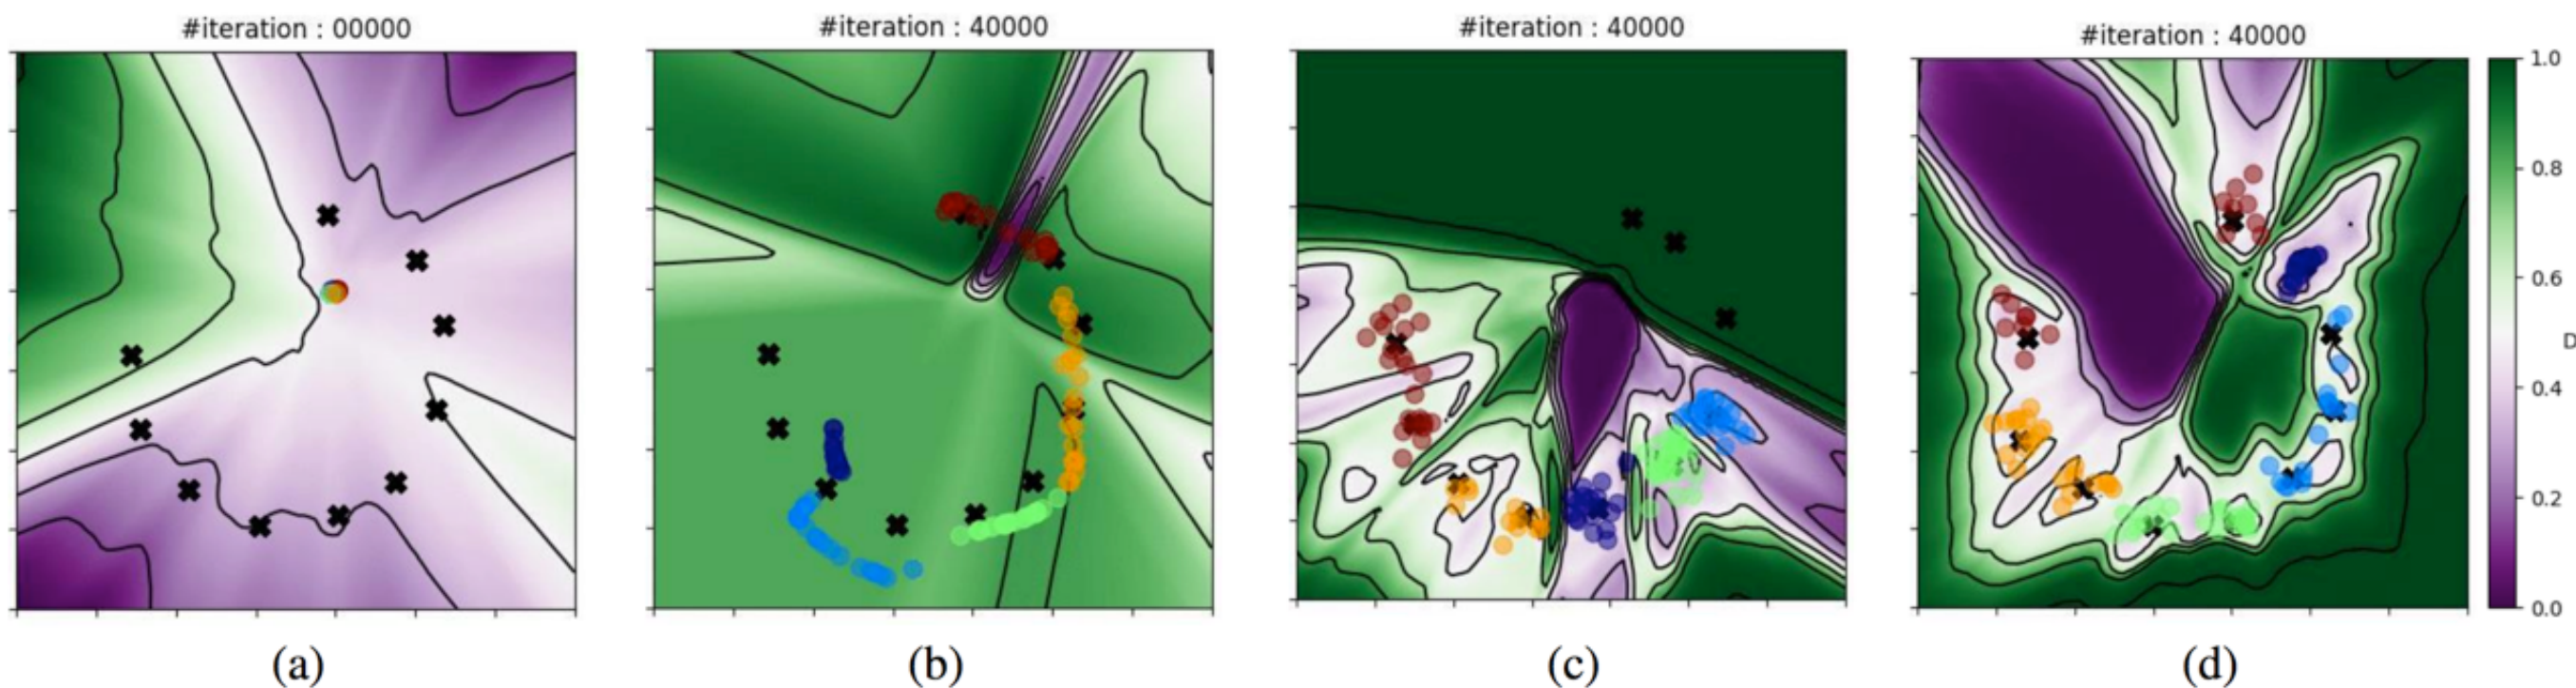 #iteration : 00000
#iteration : 40000
#iteration : 40000
#iteration : 40000
1.0
0.8
0.6
D
0.4
0.2
0.0
(a)
(b)
(c)
(d)